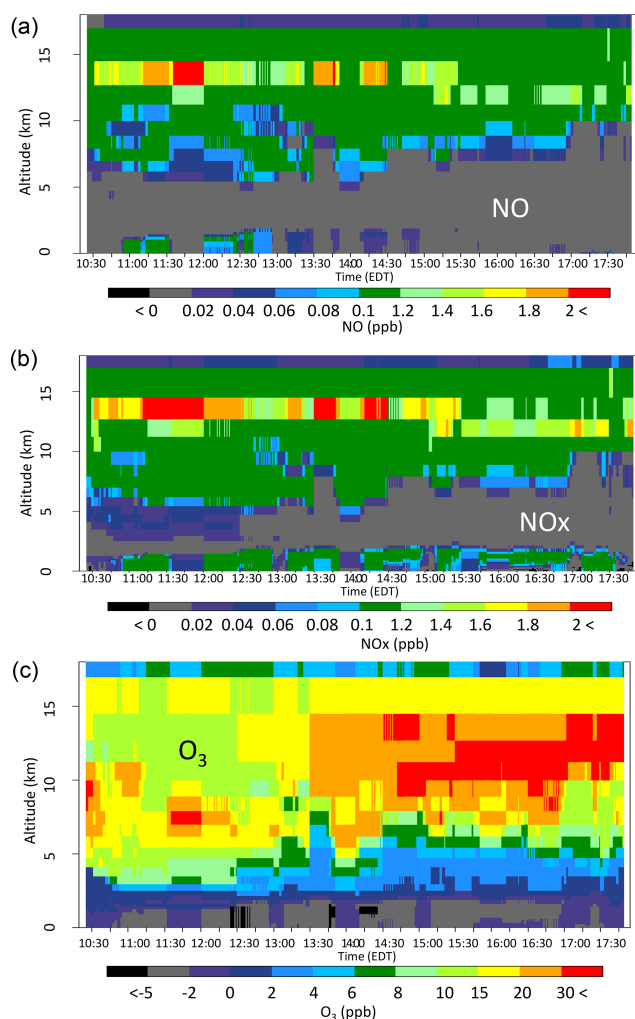 (a)
15
10
5
0
Altitude (km)
NO
10:30 11:00 11:30 12:00 12:30 13:00 13:30 14:00 14:30 15:00 15:30 16:00 16:30 17:00 17:30
Time (EDT)
< 0 0.02 0.04 0.06 0.08 0.1 1.2 1.4 1.6 1.8 2 <
NO (ppb)
(b)
15
10
5
0
Altitude (km)
NOx
10:30 11:00 11:30 12:00 12:30 13:00 13:30 14:00 14:30 15:00 15:30 16:00 16:30 17:00 17:30
Time (EDT)
< 0 0.02 0.04 0.06 0.08 0.1 1.2 1.6 1.8 2 <
NOx (ppb)
(c)
15
10
5
0
Altitude (km)
O₃
10:30 11:00 11:30 12:00 12:30 13:00 13:30 14:00 14:30 15:00 15:30 16:00 16:30 17:00 17:30
Time (EDT)
<-5 -2 0 2 4 6 8 10 15 20 30 <
O₃ (ppb)